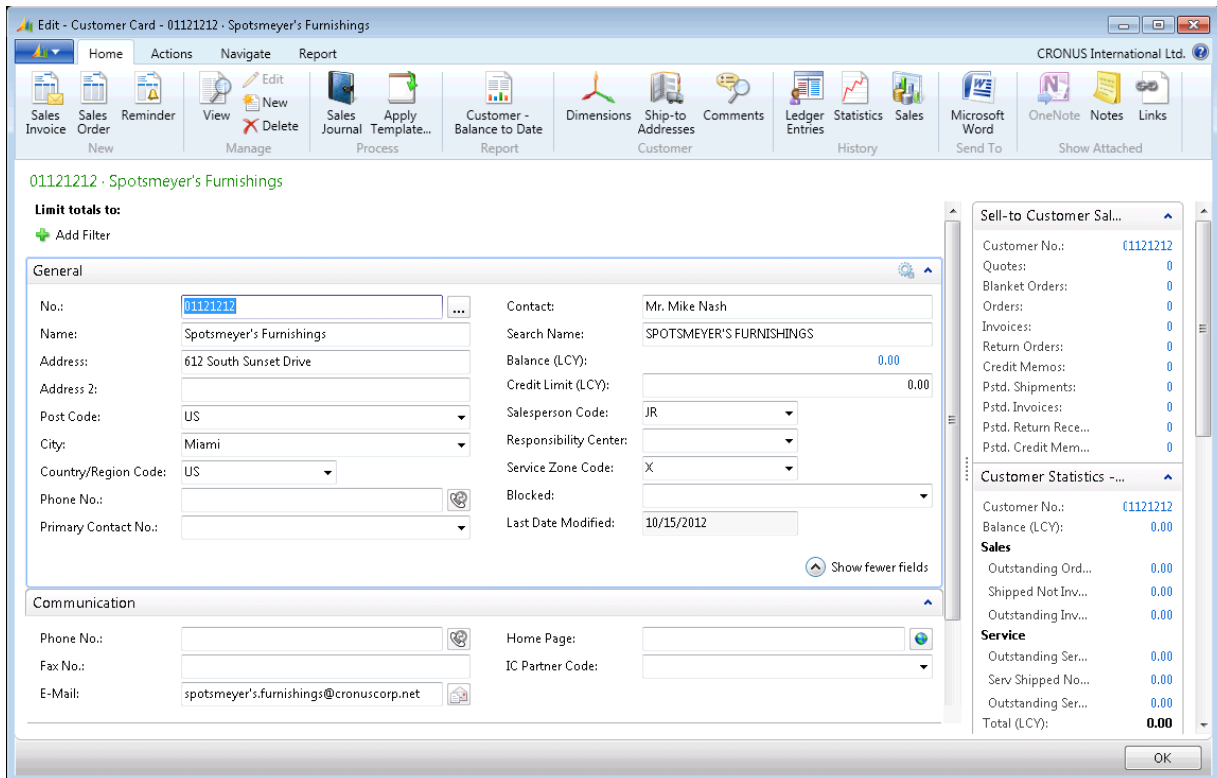 Edit - Customer Card - 01121212 · Spotsmeyer's Furnishings
Home Actions Navigate Report CRONUS International Ltd.
Sales Invoice
Sales Order
Reminder
New
View
Edit
New
Delete
Manage
Sales Journal
Apply Template...
Process
Customer - Balance to Date
Report
Dimensions
Ship-to Addresses
Comments
Customer
Ledger Entries
Statistics
Sales
History
Microsoft Word
Send To
OneNote
Notes
Links
Show Attached
01121212 · Spotsmeyer's Furnishings
Limit totals to:
Add Filter
General
No.: 01121212 ...
Name: Spotsmeyer's Furnishings
Address: 612 South Sunset Drive
Address 2:
Post Code: US
City: Miami
Country/Region Code: US
Phone No.:
Primary Contact No.:
Contact: Mr. Mike Nash
Search Name: SPOTSMEYER'S FURNISHINGS
Balance (LCY): 0.00
Credit Limit (LCY): 0.00
Salesperson Code: JR
Responsibility Center:
Service Zone Code: X
Blocked:
Last Date Modified: 10/15/2012
Show fewer fields
Communication
Phone No.:
Fax No.:
E-Mail: spotsmeyer's.furnishings@cronuscorp.net
Home Page:
IC Partner Code:
Sell-to Customer Sal...
Customer No.: 01121212
Quotes: 0
Blanket Orders: 0
Orders: 0
Invoices: 0
Return Orders: 0
Credit Memos: 0
Pstd. Shipments: 0
Pstd. Invoices: 0
Pstd. Return Rece... 0
Pstd. Credit Mem... 0
Customer Statistics -...
Customer No.: 01121212
Balance (LCY): 0.00
Sales
Outstanding Ord... 0.00
Shipped Not Inv... 0.00
Outstanding Inv... 0.00
Service
Outstanding Ser... 0.00
Serv Shipped No... 0.00
Outstanding Ser... 0.00
Total (LCY): 0.00
OK